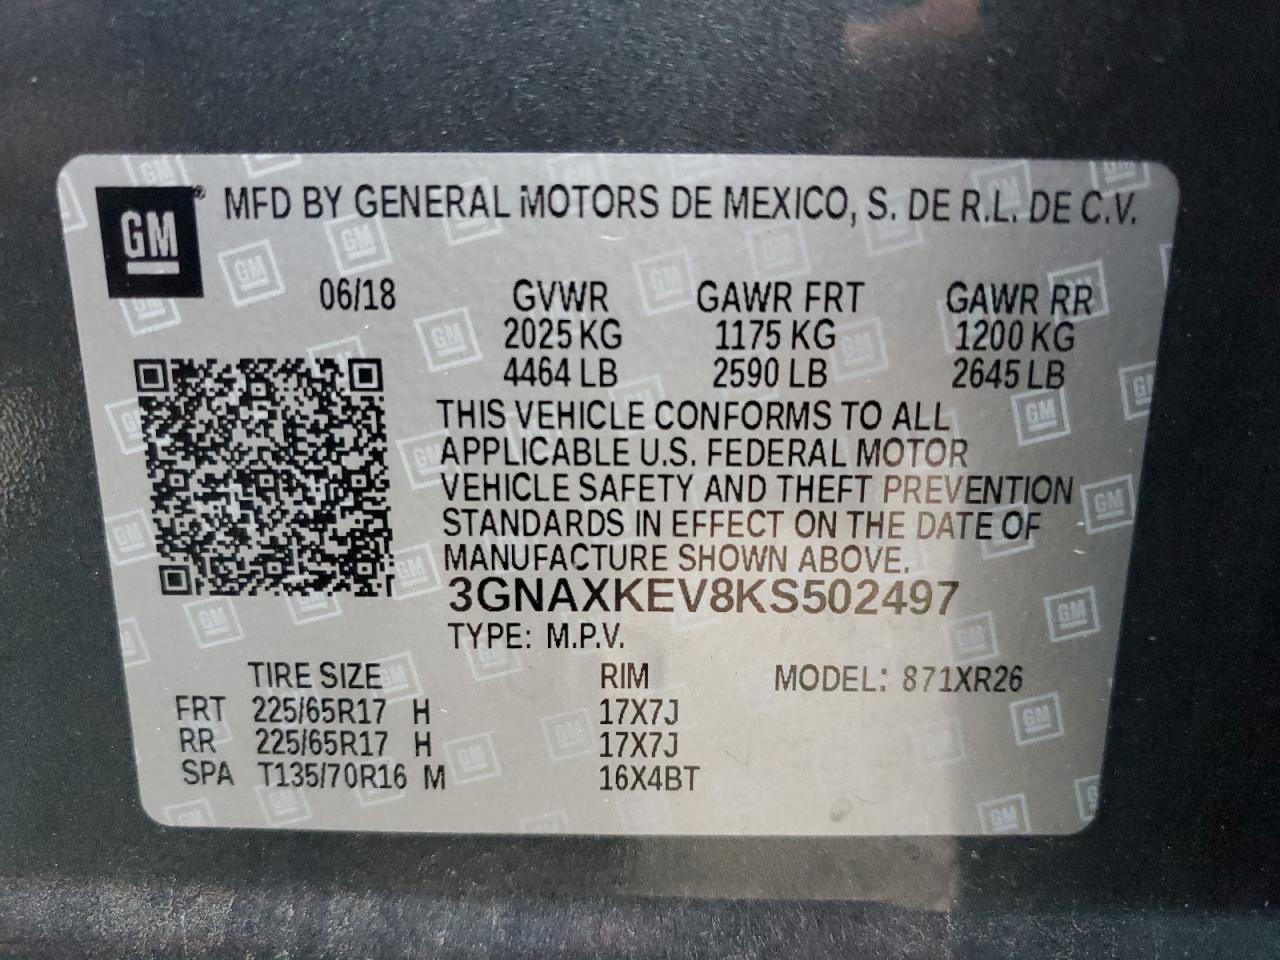 GM® MFD BY GENERAL MOTORS DE MEXICO, S. DE R.L. DE C.V.
06/18 GVWR GAWR FRT GAWR RR
2025 KG 1175 KG 1200 KG
4464 LB 2590 LB 2645 LB
THIS VEHICLE CONFORMS TO ALL
APPLICABLE U.S. FEDERAL MOTOR
VEHICLE SAFETY AND THEFT PREVENTION
STANDARDS IN EFFECT ON THE DATE OF
MANUFACTURE SHOWN ABOVE.
3GNAXKEV8KS502497
TYPE: M.P.V.
TIRE SIZE RIM MODEL: 871XR26
FRT 225/65R17 H 17X7J
RR 225/65R17 H 17X7J
SPA T135/70R16 M 16X4BT